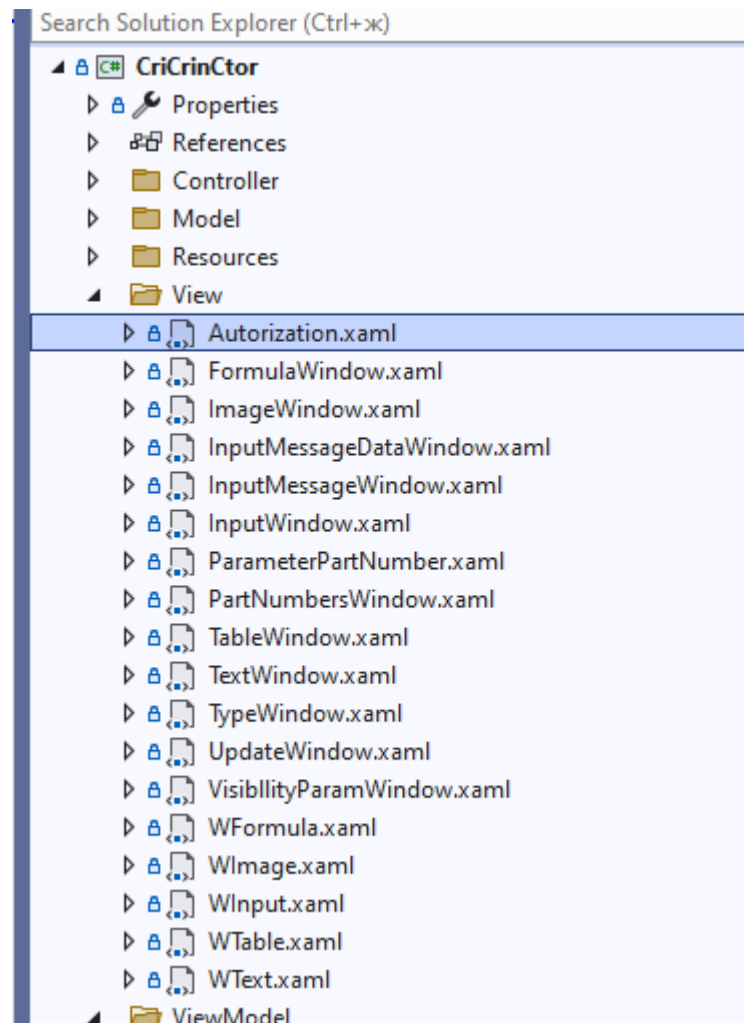 Search Solution Explorer (Ctrl+ж)
C# CriCrinCtor
Properties
References
Controller
Model
Resources
View
Autorization.xaml
FormulaWindow.xaml
ImageWindow.xaml
InputMessageDataWindow.xaml
InputMessageWindow.xaml
InputWindow.xaml
ParameterPartNumber.xaml
PartNumbersWindow.xaml
TableWindow.xaml
TextWindow.xaml
TypeWindow.xaml
UpdateWindow.xaml
VisibllityParamWindow.xaml
WFormula.xaml
WImage.xaml
WInput.xaml
WTable.xaml
WText.xaml
ViewModel